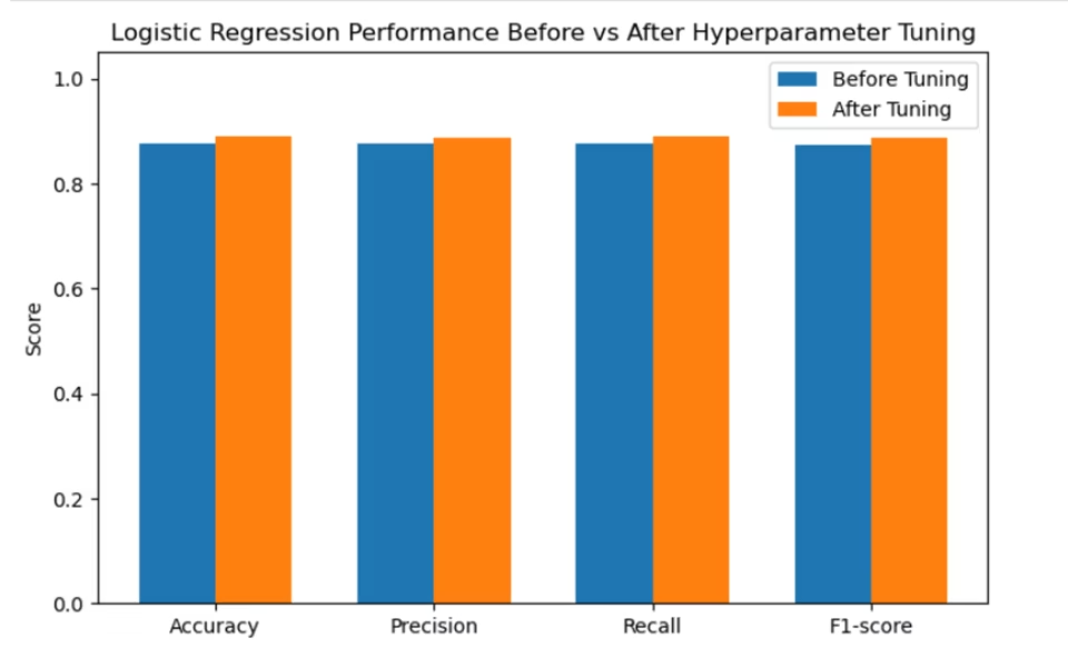 Logistic Regression Performance Before vs After Hyperparameter Tuning
Before Tuning
After Tuning
Score
1.0
0.8
0.6
0.4
0.2
0.0
Accuracy Precision Recall F1-score